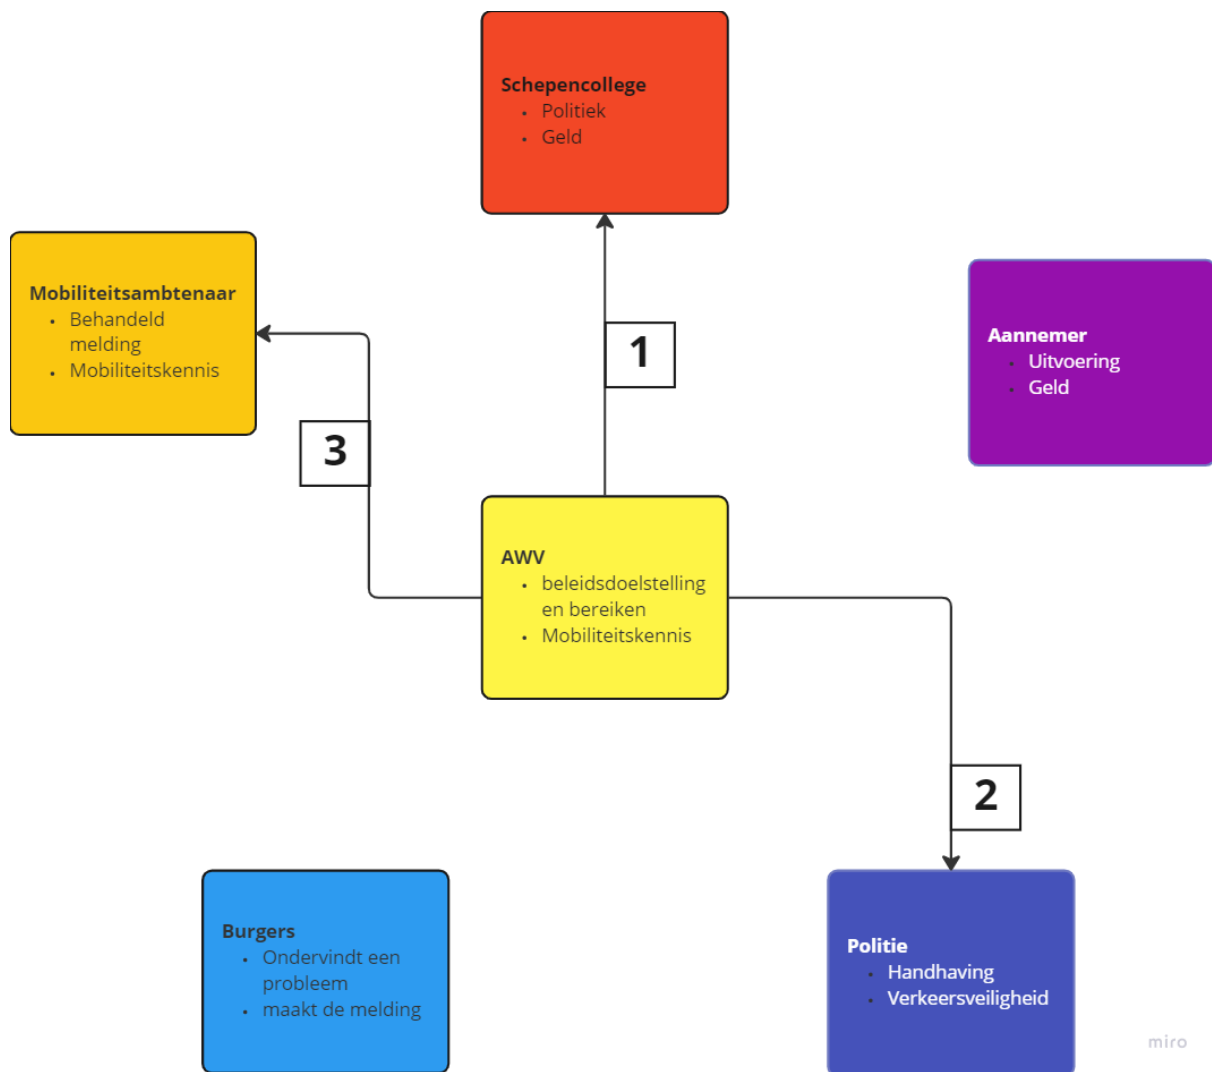 Schepencollege
• Politiek
• Geld
Mobiliteitsambtenaar
• Behandeld
melding
• Mobiliteitskennis
Aannemer
• Uitvoering
• Geld
1
3
AWV
• beleidsdoelstelling
en bereiken
• Mobiliteitskennis
2
Burgers
• Ondervindt een
probleem
• maakt de melding
Politie
• Handhaving
• Verkeersveiligheid
miro